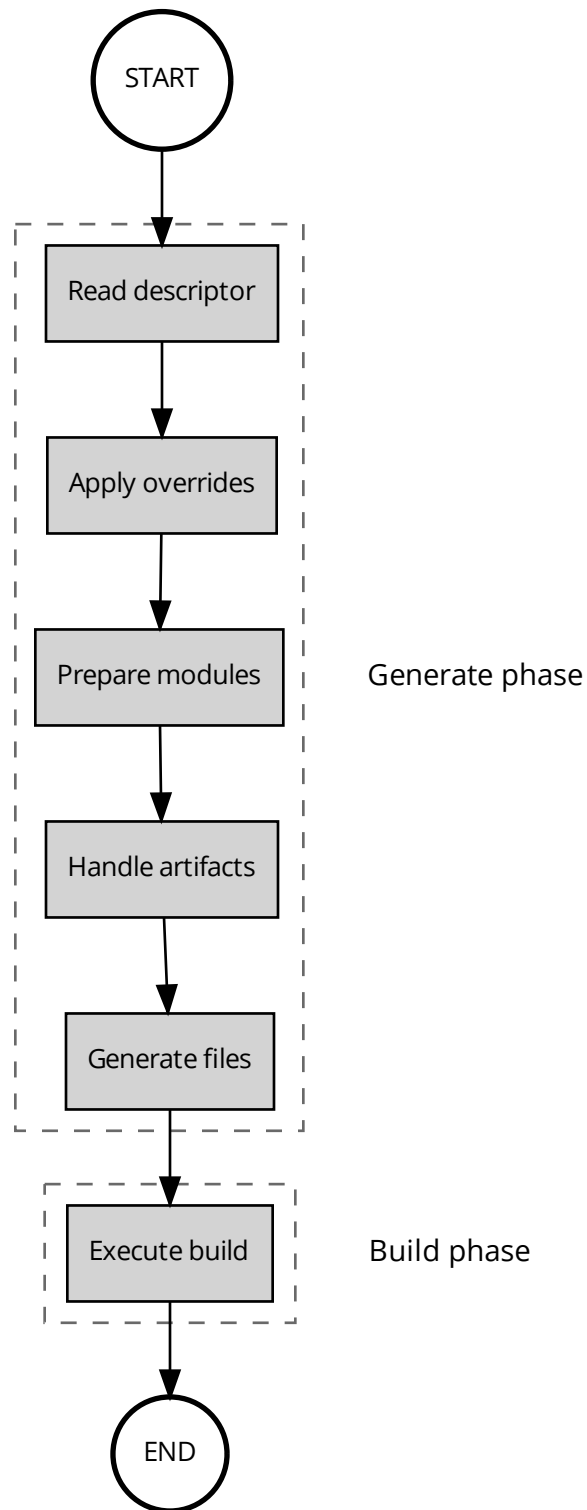 START
Read descriptor
Apply overrides
Prepare modules
Generate phase
Handle artifacts
Generate files
Execute build
Build phase
END